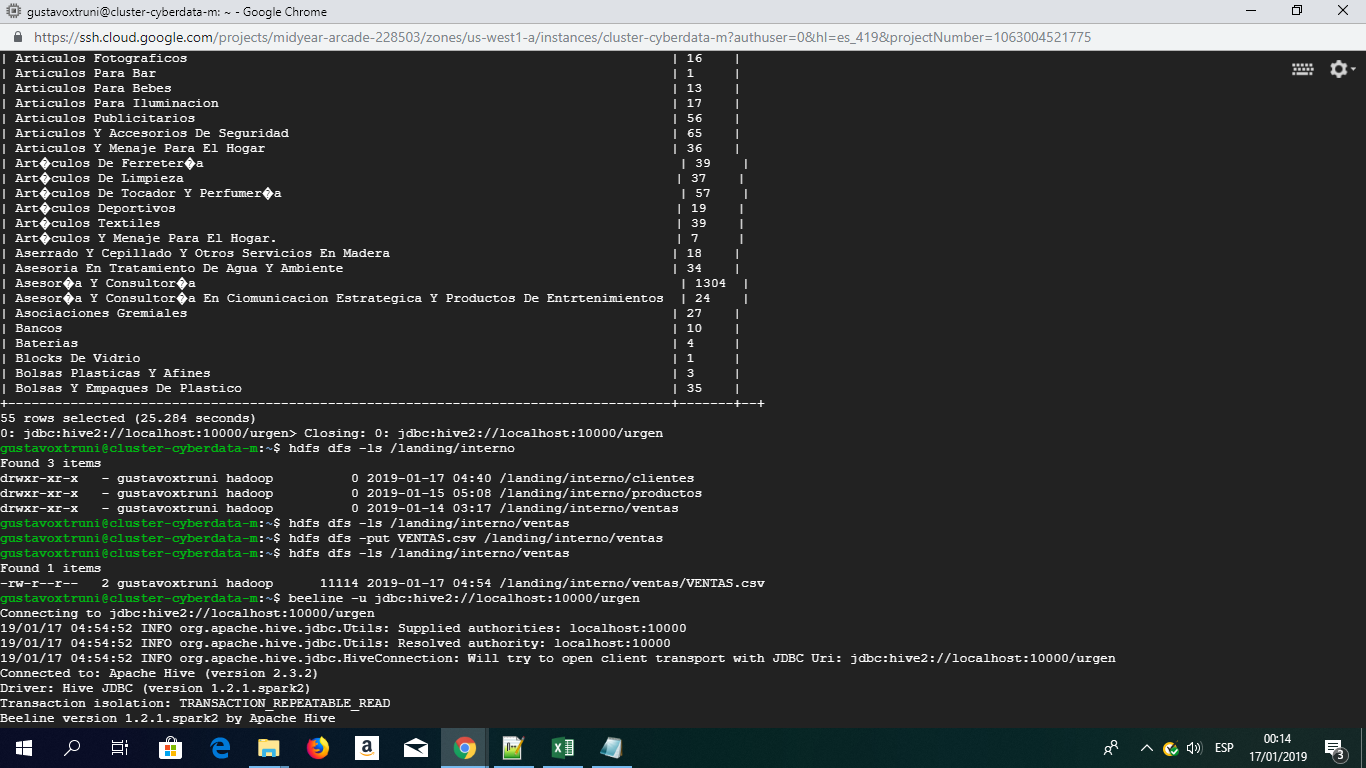 gustavoxtruni@cluster-cyberdata-m: ~ - Google Chrome
https://ssh.cloud.google.com/projects/midyear-arcade-228503/zones/us-west1-a/instances/cluster-cyberdata-m?authuser=0&hl=es_419&projectNumber=1063004521775
| Articulos Fotograficos | 16 |
| Articulos Para Bar | 1 |
| Articulos Para Bebes | 13 |
| Articulos Para Iluminacion | 17 |
| Articulos Publicitarios | 56 |
| Articulos Y Accesorios De Seguridad | 65 |
| Articulos Y Menaje Para El Hogar | 36 |
| Art�culos De Ferreter�a | 39 |
| Art�culos De Limpieza | 37 |
| Art�culos De Tocador Y Perfumer�a | 57 |
| Art�culos Deportivos | 19 |
| Art�culos Textiles | 39 |
| Art�culos Y Menaje Para El Hogar. | 7 |
| Aserrado Y Cepillado Y Otros Servicios En Madera | 18 |
| Asesoria En Tratamiento De Agua Y Ambiente | 34 |
| Asesor�a Y Consultor�a | 1304 |
| Asesor�a Y Consultor�a En Ciomunicacion Estrategica Y Productos De Entrtenimientos | 24 |
| Asociaciones Gremiales | 27 |
| Bancos | 10 |
| Baterias | 4 |
| Blocks De Vidrio | 1 |
| Bolsas Plasticas Y Afines | 3 |
| Bolsas Y Empaques De Plastico | 35 |
+-------------------------------------------------------------------------------------+-------+--+
55 rows selected (25.284 seconds)
0: jdbc:hive2://localhost:10000/urgen> Closing: 0: jdbc:hive2://localhost:10000/urgen
gustavoxtruni@cluster-cyberdata-m:~$ hdfs dfs -ls /landing/interno
Found 3 items
drwxr-xr-x - gustavoxtruni hadoop 0 2019-01-17 04:40 /landing/interno/clientes
drwxr-xr-x - gustavoxtruni hadoop 0 2019-01-15 05:08 /landing/interno/productos
drwxr-xr-x - gustavoxtruni hadoop 0 2019-01-14 03:17 /landing/interno/ventas
gustavoxtruni@cluster-cyberdata-m:~$ hdfs dfs -ls /landing/interno/ventas
gustavoxtruni@cluster-cyberdata-m:~$ hdfs dfs -put VENTAS.csv /landing/interno/ventas
gustavoxtruni@cluster-cyberdata-m:~$ hdfs dfs -ls /landing/interno/ventas
Found 1 items
-rw-r--r-- 2 gustavoxtruni hadoop 11114 2019-01-17 04:54 /landing/interno/ventas/VENTAS.csv
gustavoxtruni@cluster-cyberdata-m:~$ beeline -u jdbc:hive2://localhost:10000/urgen
Connecting to jdbc:hive2://localhost:10000/urgen
19/01/17 04:54:52 INFO org.apache.hive.jdbc.Utils: Supplied authorities: localhost:10000
19/01/17 04:54:52 INFO org.apache.hive.jdbc.Utils: Resolved authority: localhost:10000
19/01/17 04:54:52 INFO org.apache.hive.jdbc.HiveConnection: Will try to open client transport with JDBC Uri: jdbc:hive2://localhost:10000/urgen
Connected to: Apache Hive (version 2.3.2)
Driver: Hive JDBC (version 1.2.1.spark2)
Transaction isolation: TRANSACTION_REPEATABLE_READ
Beeline version 1.2.1.spark2 by Apache Hive
ESP
00:14
17/01/2019
3